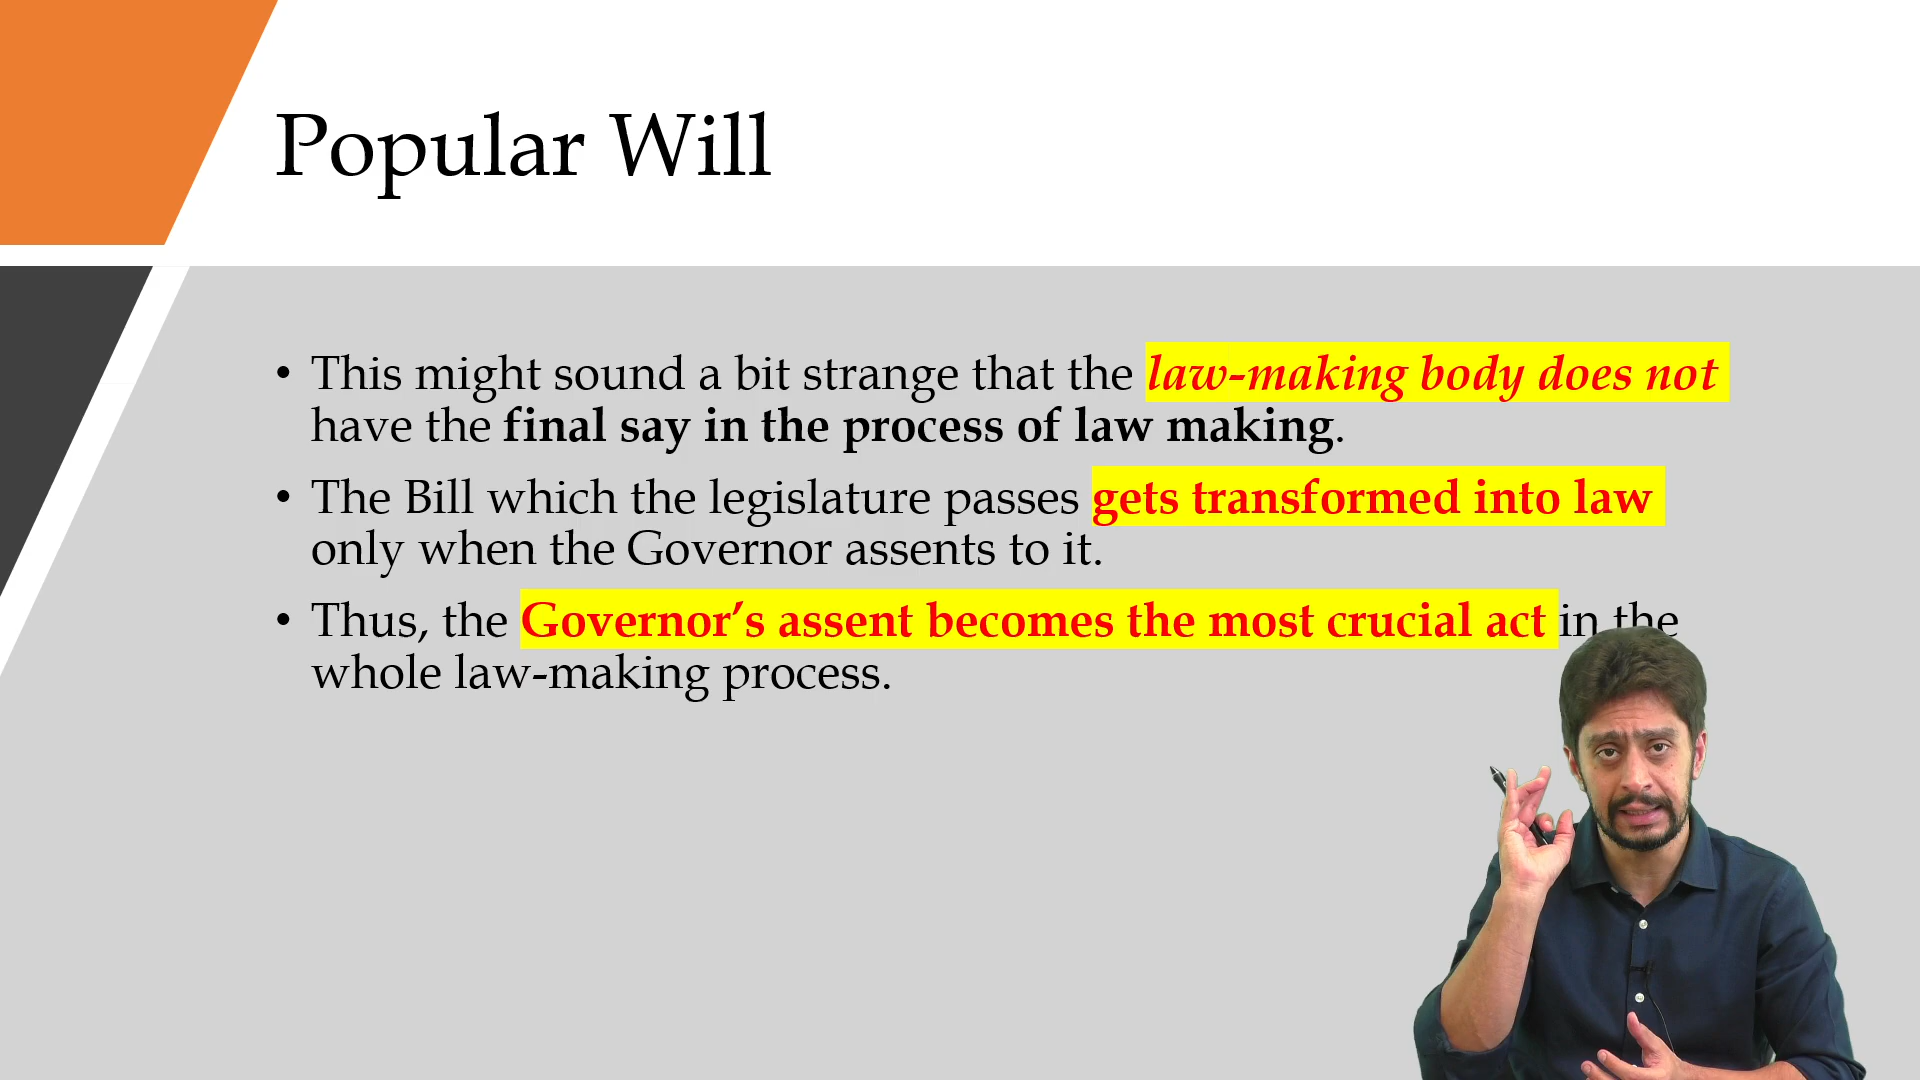 Popular Will
• This might sound a bit strange that the law-making body does not
have the final say in the process of law making.
• The Bill which the legislature passes gets transformed into law
only when the Governor assents to it.
• Thus, the Governor’s assent becomes the most crucial act in the
whole law-making process.